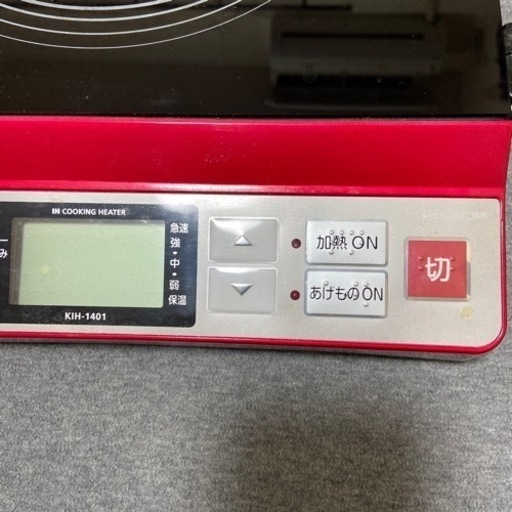 IH COOKING HEATER
急速
強
・
中
・
弱
保温
み
KIH-1401
加熱 ON
あげもの ON
切